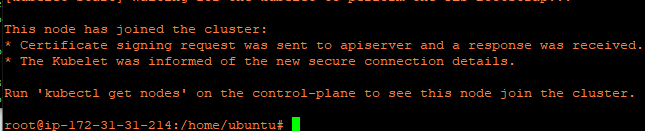 This node has joined the cluster:
* Certificate signing request was sent to apiserver and a response was received.
* The Kubelet was informed of the new secure connection details.
Run 'kubectl get nodes' on the control-plane to see this node join the cluster.
root@ip-172-31-31-214:/home/ubuntu#